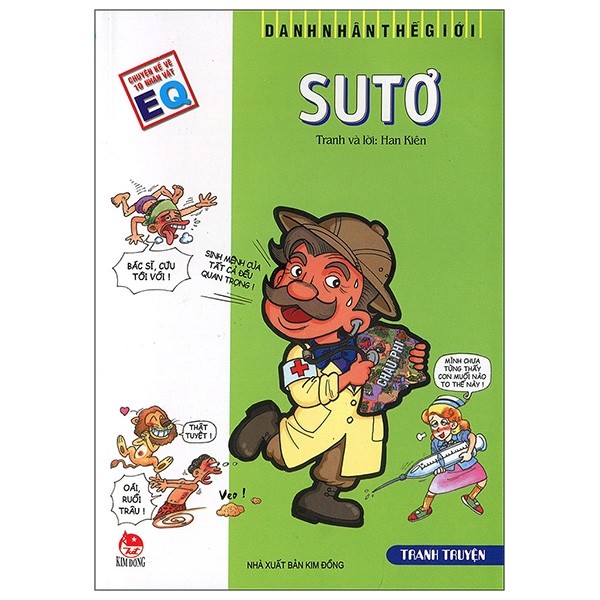 DANH NHÂN THẾ GIỚI
CHUYỆN KỂ VỀ
10 NHÂN VẬT
EQ
SUTƠ
Tranh và lời: Han Kiên
BÁC SĨ, CỨU
TÔI VỚI !
SINH MỆNH CỦA
TẤT CẢ ĐỀU
QUAN TRỌNG !
CHÂU PHI
MÌNH CHƯA
TỪNG THẤY
CON MUỖI NÀO
TO THẾ NÀY !
THẬT
TUYỆT !
OÁI,
RUỒI
TRÂU !
Veo !
KIM ĐỒNG
NHÀ XUẤT BẢN KIM ĐỒNG
TRANH TRUYỆN